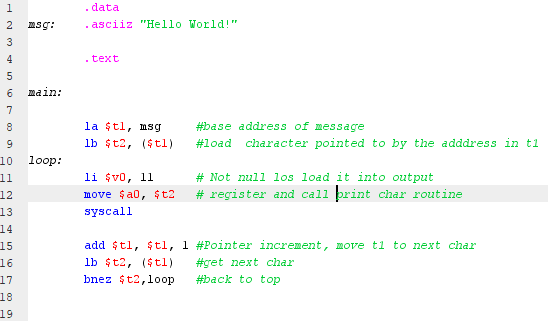 1 .data
2 msg: .asciiz "Hello World!"
3
4 .text
5
6 main:
7
8 la $t1, msg #base address of message
9 lb $t2, ($t1) #load character pointed to by the adddress in t1
10 loop:
11 li $v0, 11 # Not null los load it into output
12 move $a0, $t2 # register and call print char routine
13 syscall
14
15 add $t1, $t1, 1 #Pointer increment, move t1 to next char
16 lb $t2, ($t1) #get next char
17 bnez $t2,loop #back to top
18
19